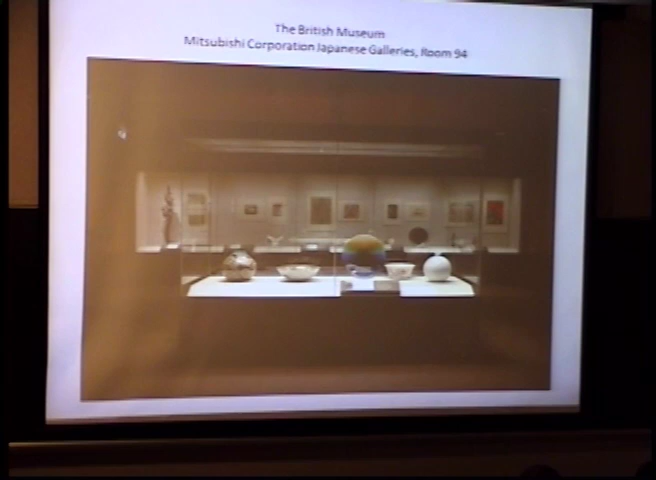 The British Museum
Mitsubishi Corporation Japanese Galleries, Room 94